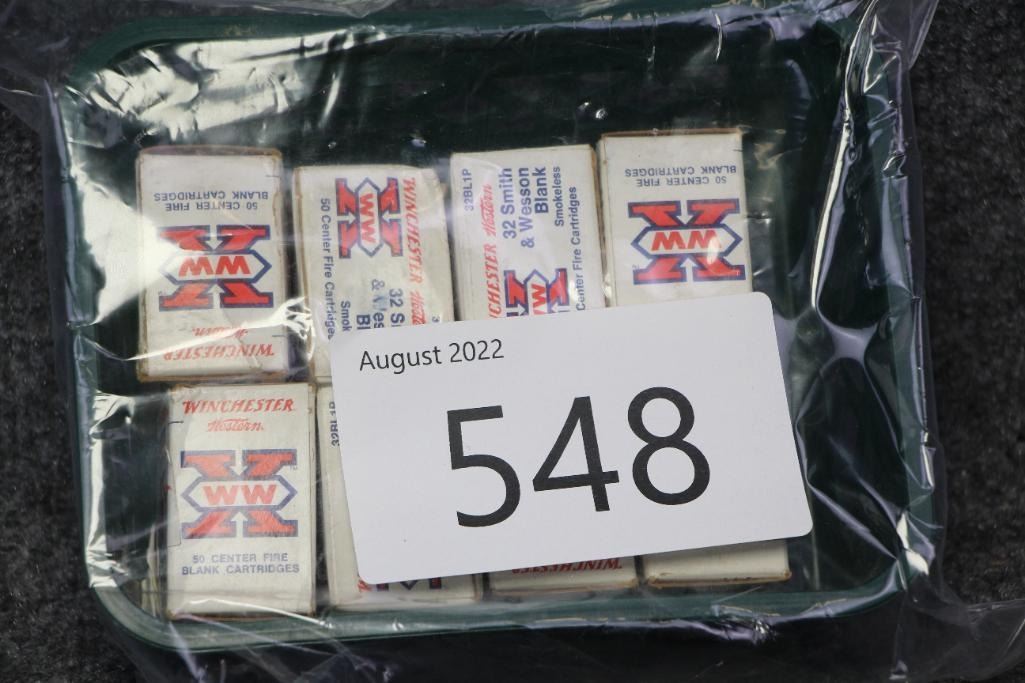 50 CENTER FIRE
BLANK CARTRIDGES
WW
Western
WINCHESTER
WINCHESTER Western
32 S
&
WW
50 Center Fire Cartridges
32BL1P
32 Smith
& Wesson
Blank
Smokeless
Center Fire Cartridges
WINCHESTER Western
WW
50 CENTER FIRE
BLANK CARTRIDGES
WW
August 2022
548
WINCHESTER
Western
WW
50 CENTER FIRE
BLANK CARTRIDGES
32BL1P
WINCHESTER